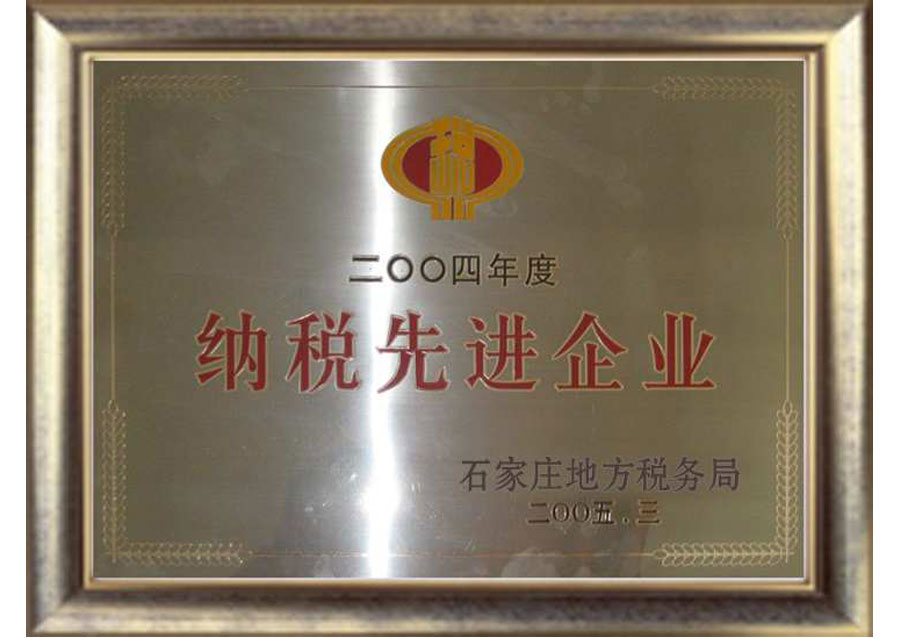 二〇〇四年度
纳税先进企业
石家庄地方税务局
二〇〇五.三